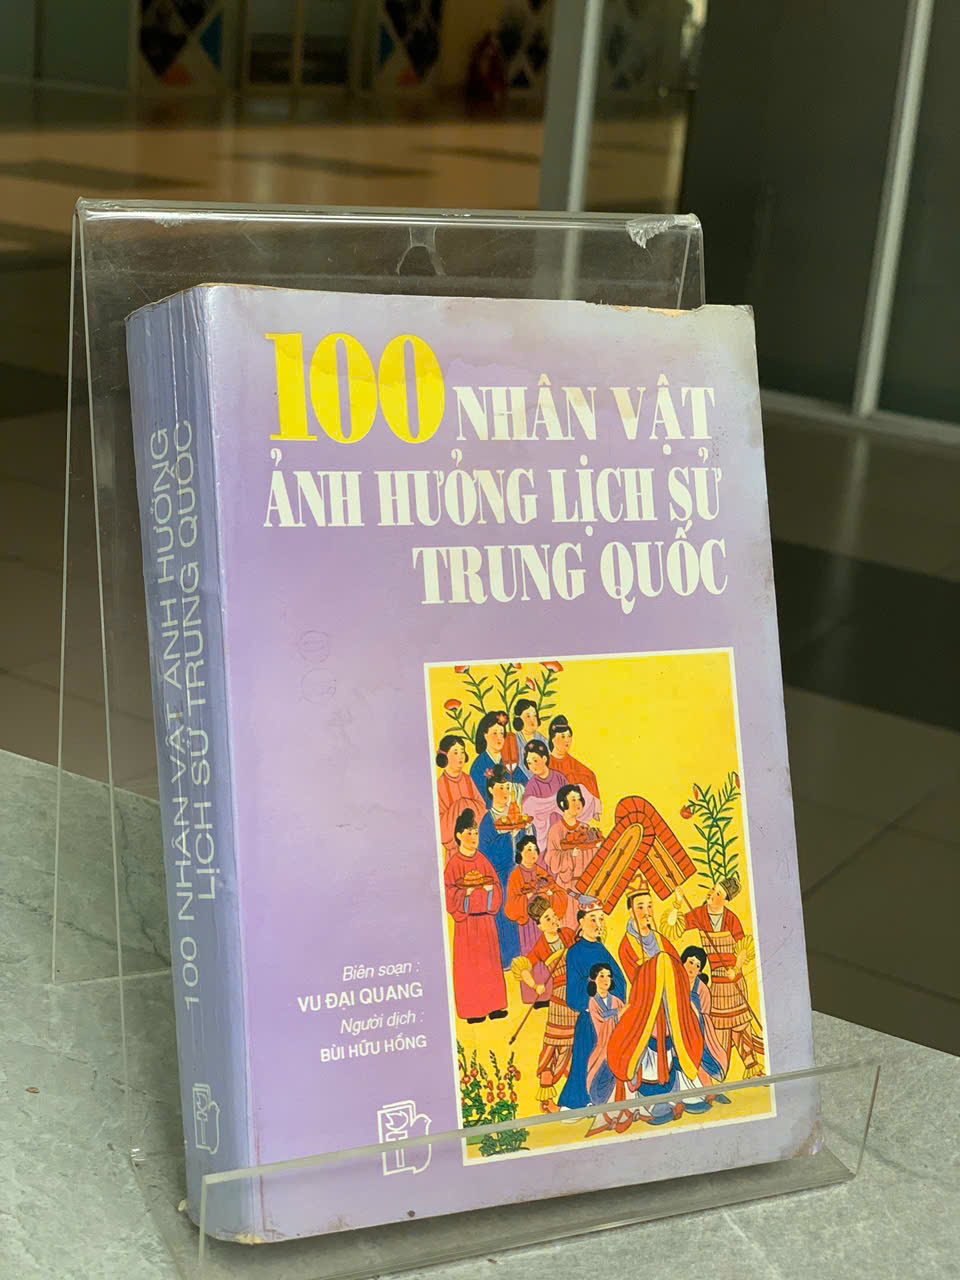 100 NHÂN VẬT
ẢNH HƯỞNG LỊCH SỬ
TRUNG QUỐC
Biên soạn :
VU ĐẠI QUANG
Người dịch :
BÙI HỮU HỒNG
100 NHÂN VẬT ẢNH HƯỞNG
LỊCH SỬ TRUNG QUỐC